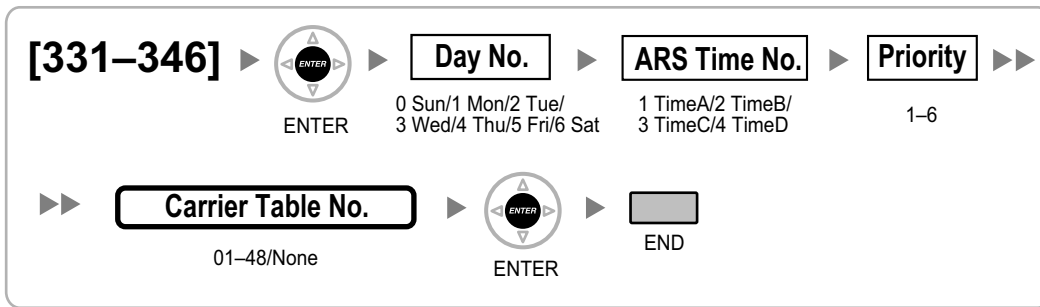 [331–346]
ENTER
ENTER
Day No.
0 Sun/1 Mon/2 Tue/
3 Wed/4 Thu/5 Fri/6 Sat
ARS Time No.
1 TimeA/2 TimeB/
3 TimeC/4 TimeD
Priority
1–6
Carrier Table No.
01–48/None
ENTER
ENTER
END